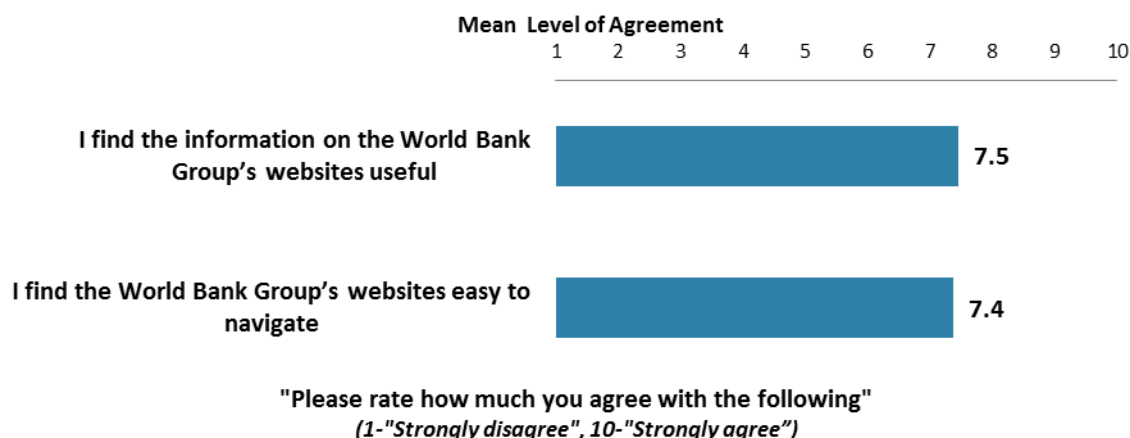 Mean Level of Agreement
1 2 3 4 5 6 7 8 9 10
I find the information on the World Bank
Group’s websites useful
7.5
I find the World Bank Group’s websites easy to
navigate
7.4
"Please rate how much you agree with the following"
(1-"Strongly disagree", 10-"Strongly agree”)